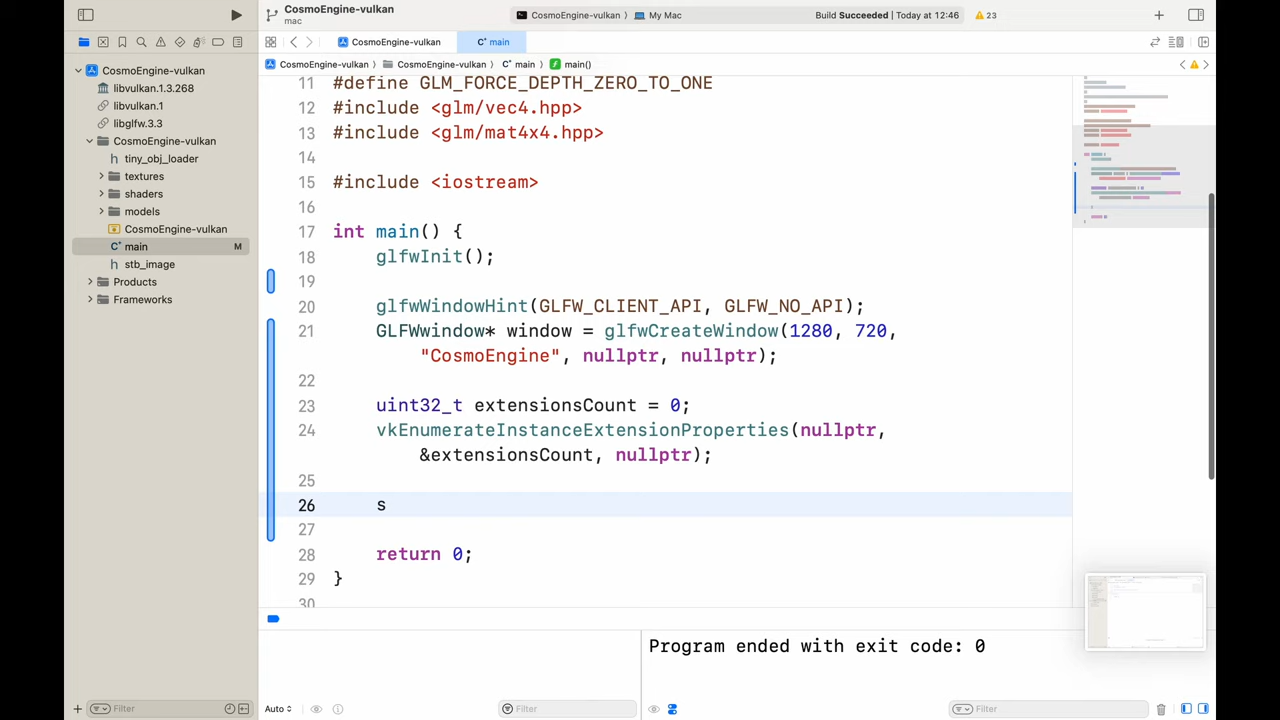 CosmoEngine-vulkan
mac
CosmoEngine-vulkan 〉 My Mac
Build Succeeded | Today at 12:46
23
CosmoEngine-vulkan
main
CosmoEngine-vulkan 〉 CosmoEngine-vulkan 〉 C⁺ main 〉 f main()
CosmoEngine-vulkan
libvulkan.1.3.268
libvulkan.1
libglfw.3.3
CosmoEngine-vulkan
h tiny_obj_loader
textures
shaders
models
CosmoEngine-vulkan
C⁺ main M
h stb_image
Products
Frameworks
11 #define GLM_FORCE_DEPTH_ZERO_TO_ONE
12 #include <glm/vec4.hpp>
13 #include <glm/mat4x4.hpp>
14
15 #include <iostream>
16
17 int main() {
18 glfwInit();
19
20 glfwWindowHint(GLFW_CLIENT_API, GLFW_NO_API);
21 GLFWwindow* window = glfwCreateWindow(1280, 720,
"CosmoEngine", nullptr, nullptr);
22
23 uint32_t extensionsCount = 0;
24 vkEnumerateInstanceExtensionProperties(nullptr,
&extensionsCount, nullptr);
25
26 s
27
28 return 0;
29 }
30
Program ended with exit code: 0
Filter
Auto
Filter
Filter